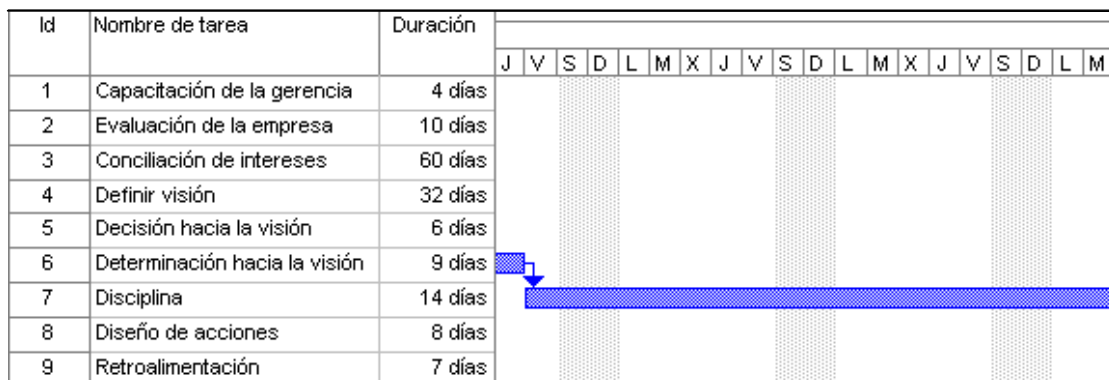 Id Nombre de tarea Duración
J V S D L M X J V S D L M X J V S D L M
1 Capacitación de la gerencia 4 días
2 Evaluación de la empresa 10 días
3 Conciliación de intereses 60 días
4 Definir visión 32 días
5 Decisión hacia la visión 6 días
6 Determinación hacia la visión 9 días
7 Disciplina 14 días
8 Diseño de acciones 8 días
9 Retroalimentación 7 días